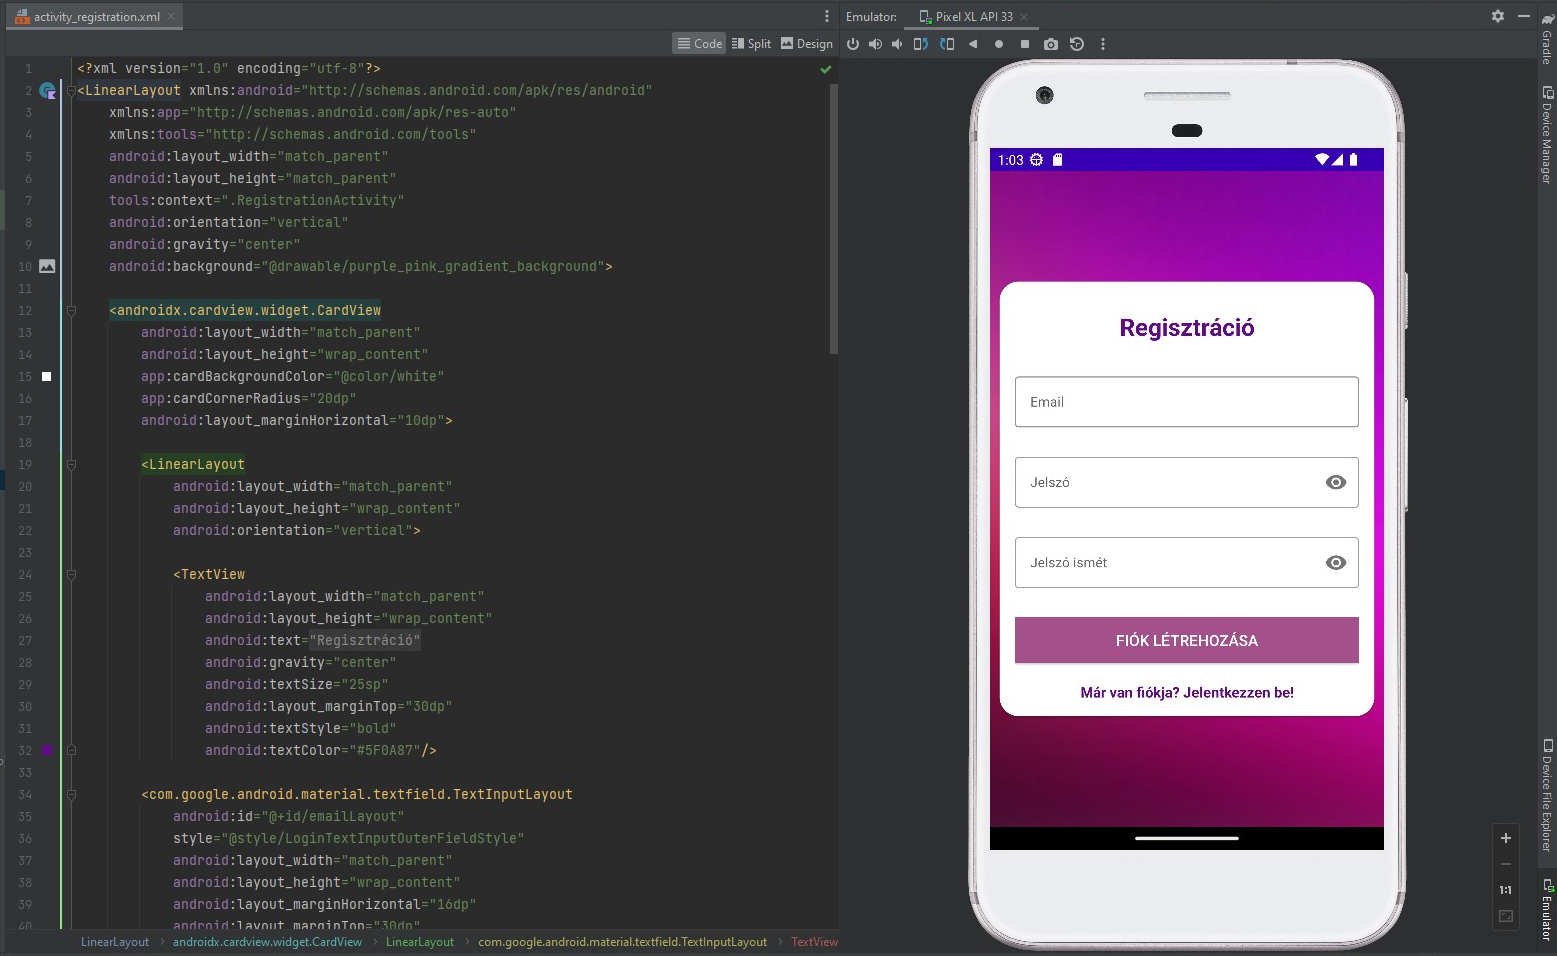 activity_registration.xml
Emulator:
Pixel XL API 33
Code
Split
Design
1 <?xml version="1.0" encoding="utf-8"?>
2 <LinearLayout xmlns:android="http://schemas.android.com/apk/res/android"
3 xmlns:app="http://schemas.android.com/apk/res-auto"
4 xmlns:tools="http://schemas.android.com/tools"
5 android:layout_width="match_parent"
6 android:layout_height="match_parent"
7 tools:context=".RegistrationActivity"
8 android:orientation="vertical"
9 android:gravity="center"
10 android:background="@drawable/purple_pink_gradient_background">
11
12 <androidx.cardview.widget.CardView
13 android:layout_width="match_parent"
14 android:layout_height="wrap_content"
15 app:cardBackgroundColor="@color/white"
16 app:cardCornerRadius="20dp"
17 android:layout_marginHorizontal="10dp">
18
19 <LinearLayout
20 android:layout_width="match_parent"
21 android:layout_height="wrap_content"
22 android:orientation="vertical">
23
24 <TextView
25 android:layout_width="match_parent"
26 android:layout_height="wrap_content"
27 android:text="Regisztráció"
28 android:gravity="center"
29 android:textSize="25sp"
30 android:layout_marginTop="30dp"
31 android:textStyle="bold"
32 android:textColor="#5F0A87"/>
33
34 <com.google.android.material.textfield.TextInputLayout
35 android:id="@+id/emailLayout"
36 style="@style/LoginTextInputOuterFieldStyle"
37 android:layout_width="match_parent"
38 android:layout_height="wrap_content"
39 android:layout_marginHorizontal="16dp"
40 android:layout_marginTop="30dp"
LinearLayout
androidx.cardview.widget.CardView
LinearLayout
com.google.android.material.textfield.TextInputLayout
TextView
1:03
Regisztráció
Email
Jelszó
Jelszó ismét
FIÓK LÉTREHOZÁSA
Már van fiókja? Jelentkezzen be!
Gradle
Device Manager
Device File Explorer
1:1
Emulator